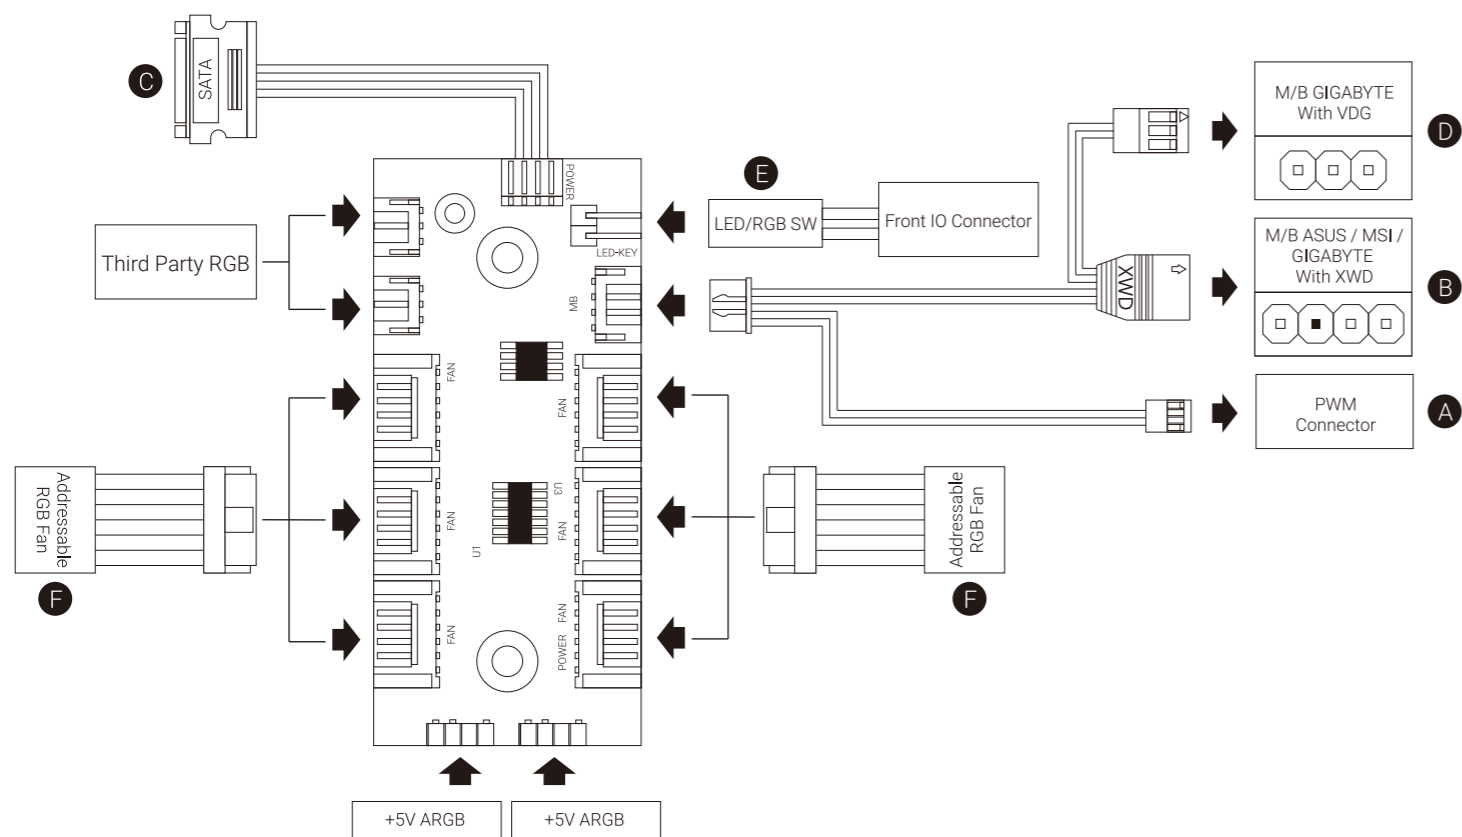 C
SATA
POWER
Third Party RGB
E
LED/RGB SW
Front IO Connector
LED-KEY
MB
M/B GIGABYTE
With VDG
D
XWD
M/B ASUS / MSI /
GIGABYTE
With XWD
B
PWM
Connector
A
FAN
FAN
Addressable
RGB Fan
F
FAN
U1
U3
FAN
Addressable
RGB Fan
F
FAN
FAN
POWER
+5V ARGB
+5V ARGB